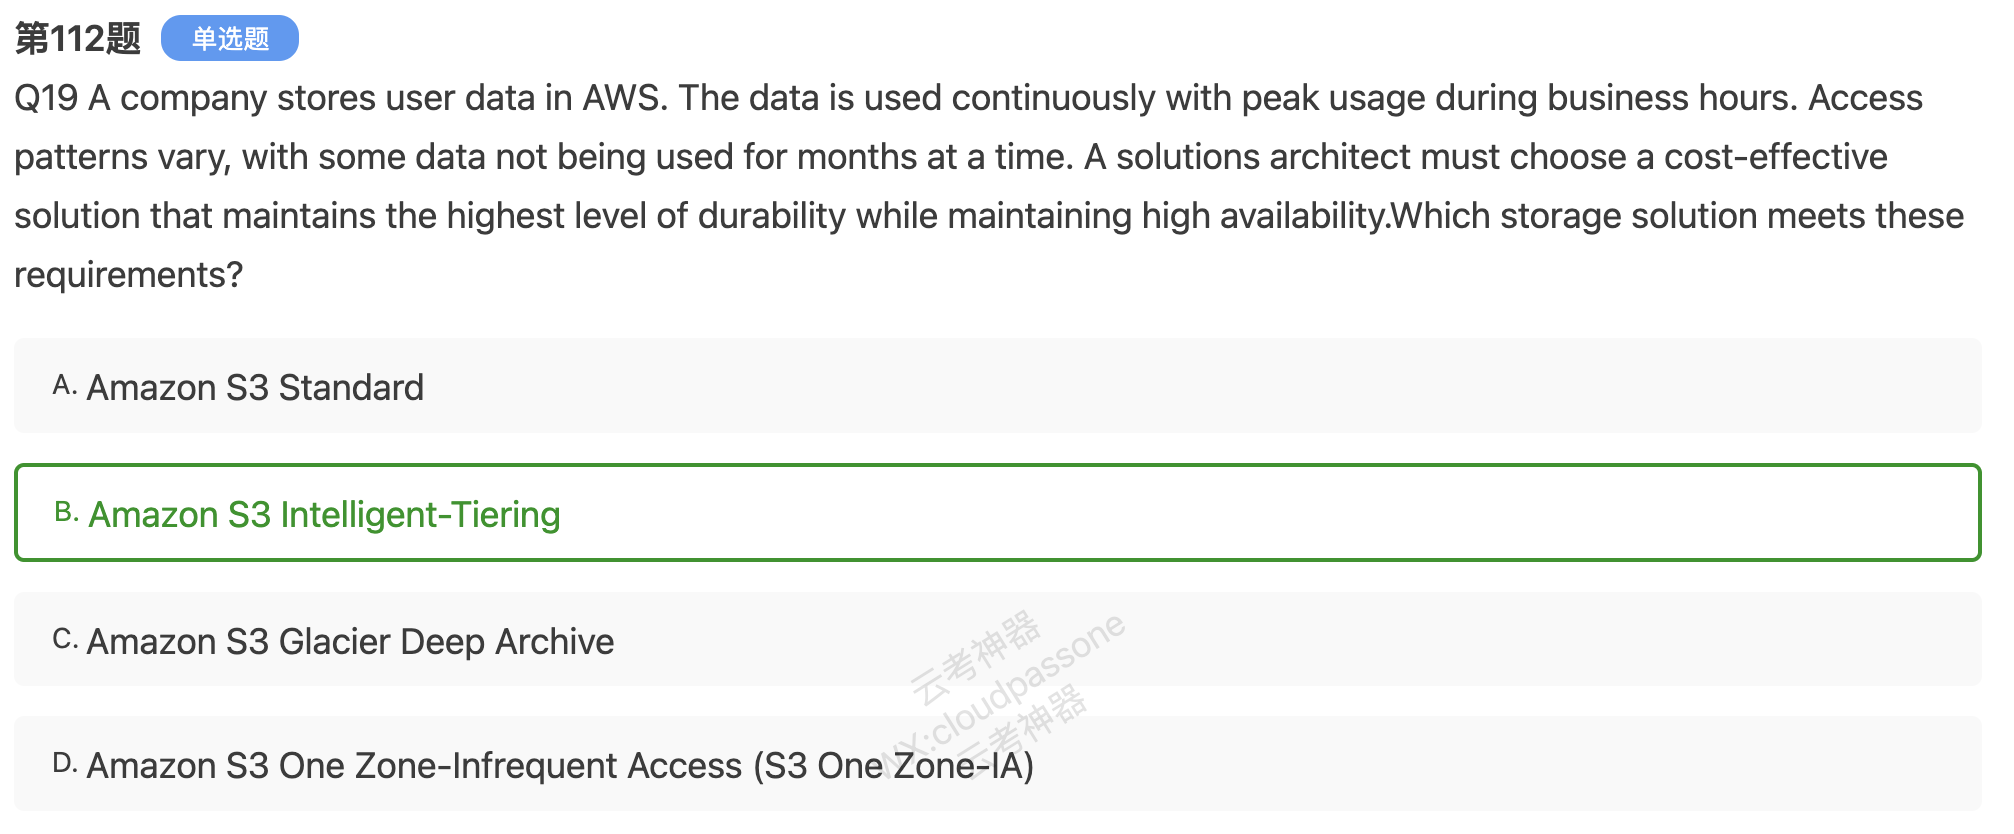 第112题 单选题
Q19 A company stores user data in AWS. The data is used continuously with peak usage during business hours. Access
patterns vary, with some data not being used for months at a time. A solutions architect must choose a cost-effective
solution that maintains the highest level of durability while maintaining high availability.Which storage solution meets these
requirements?
A. Amazon S3 Standard
B. Amazon S3 Intelligent-Tiering
C. Amazon S3 Glacier Deep Archive
D. Amazon S3 One Zone-Infrequent Access (S3 One Zone-IA)
云考神器
WX:cloudpassone
云考神器